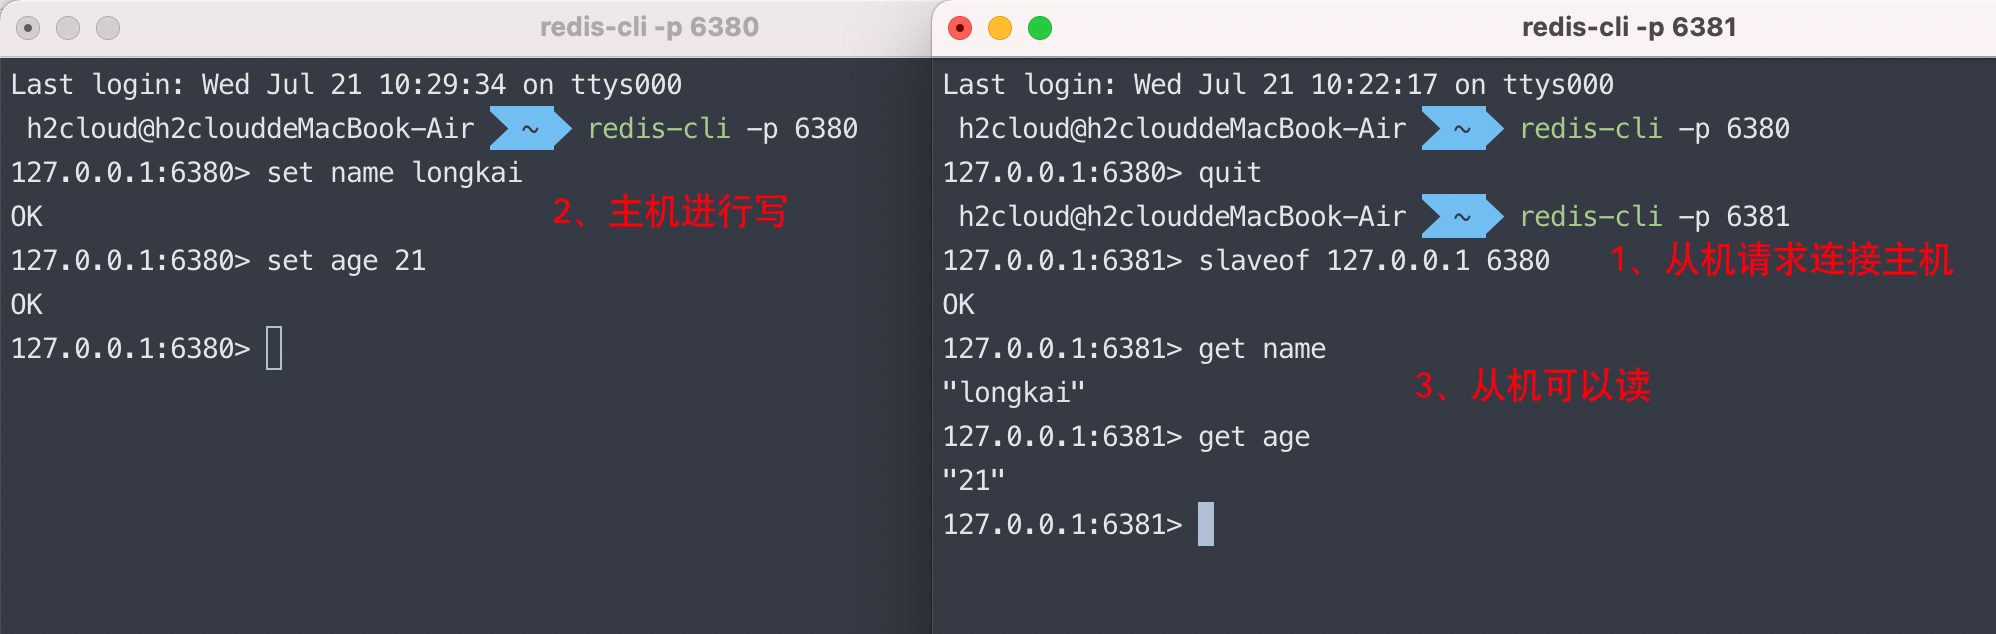 redis-cli -p 6380
Last login: Wed Jul 21 10:29:34 on ttys000
h2cloud@h2clouddeMacBook-Air ~ redis-cli -p 6380
127.0.0.1:6380> set name longkai
OK
2、主机进行写
127.0.0.1:6380> set age 21
OK
127.0.0.1:6380>
redis-cli -p 6381
Last login: Wed Jul 21 10:22:17 on ttys000
h2cloud@h2clouddeMacBook-Air ~ redis-cli -p 6380
127.0.0.1:6380> quit
h2cloud@h2clouddeMacBook-Air ~ redis-cli -p 6381
127.0.0.1:6381> slaveof 127.0.0.1 6380
1、从机请求连接主机
OK
127.0.0.1:6381> get name
"longkai"
3、从机可以读
127.0.0.1:6381> get age
"21"
127.0.0.1:6381>